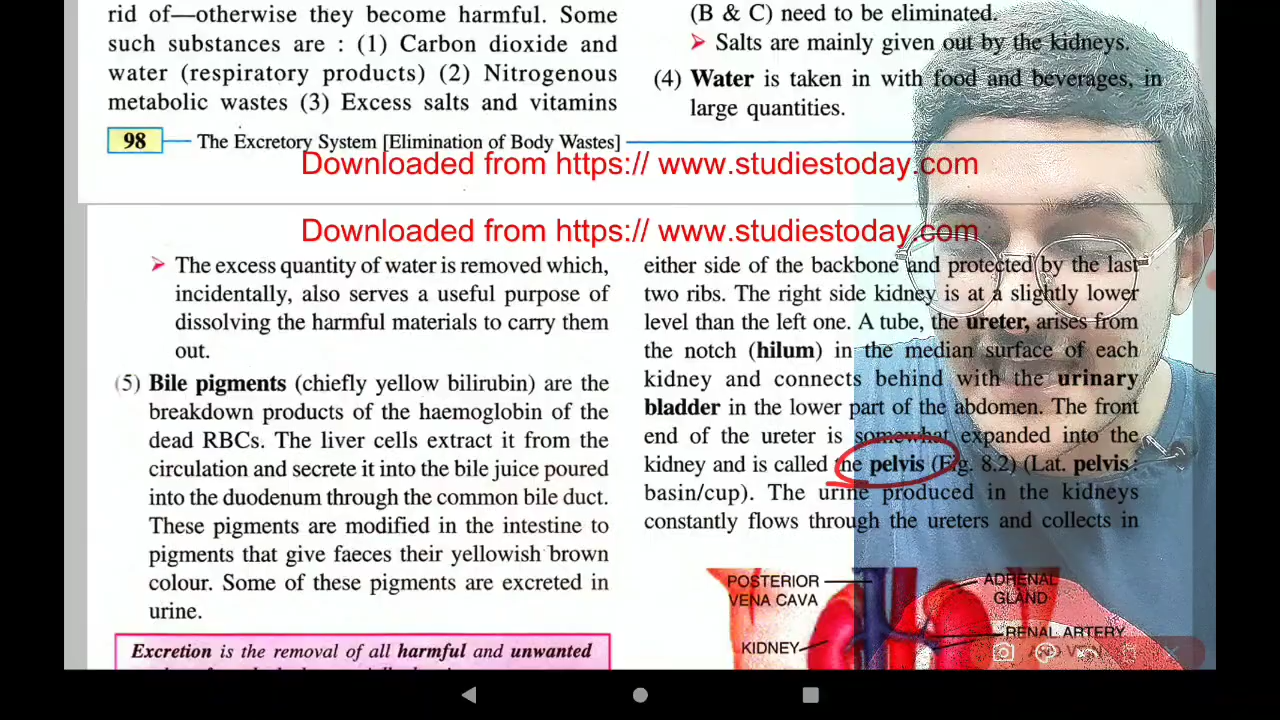 rid of—otherwise they become harmful. Some
such substances are : (1) Carbon dioxide and
water (respiratory products) (2) Nitrogenous
metabolic wastes (3) Excess salts and vitamins
(B & C) need to be eliminated.
➤ Salts are mainly given out by the kidneys.
(4) Water is taken in with food and beverages, in
large quantities.
98 The Excretory System [Elimination of Body Wastes]
Downloaded from https:// www.studiestoday.com
Downloaded from https:// www.studiestoday.com
➤ The excess quantity of water is removed which,
incidentally, also serves a useful purpose of
dissolving the harmful materials to carry them
out.
(5) Bile pigments (chiefly yellow bilirubin) are the
breakdown products of the haemoglobin of the
dead RBCs. The liver cells extract it from the
circulation and secrete it into the bile juice poured
into the duodenum through the common bile duct.
These pigments are modified in the intestine to
pigments that give faeces their yellowish brown
colour. Some of these pigments are excreted in
urine.
Excretion is the removal of all harmful and unwanted
either side of the backbone and protected by the last
two ribs. The right side kidney is at a slightly lower
level than the left one. A tube, the ureter, arises from
the notch (hilum) in the median surface of each
kidney and connects behind with the urinary
bladder in the lower part of the abdomen. The front
end of the ureter is somewhat expanded into the
kidney and is called the pelvis (Fig. 8.2) (Lat. pelvis:
basin/cup). The urine produced in the kidneys
constantly flows through the ureters and collects in
POSTERIOR
VENA CAVA
KIDNEY
ADRENAL
GLAND
RENAL ARTERY